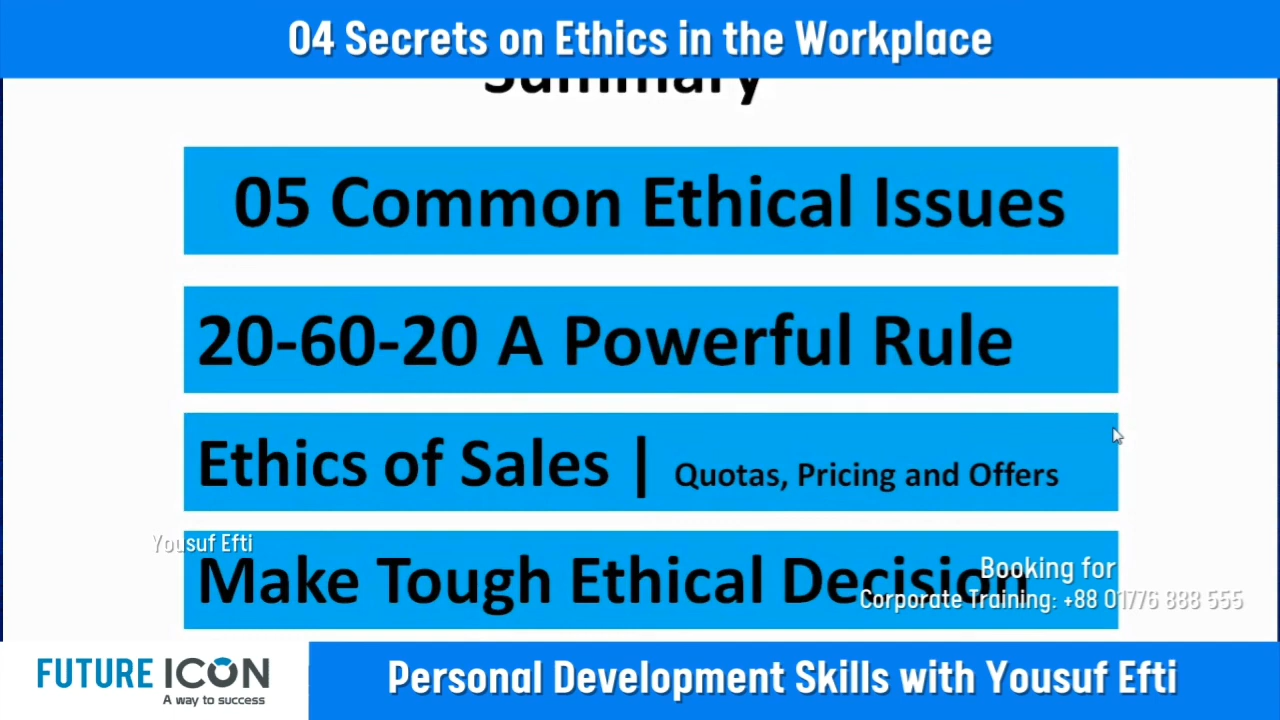 04 Secrets on Ethics in the Workplace
Summary
05 Common Ethical Issues
20-60-20 A Powerful Rule
Ethics of Sales | Quotas, Pricing and Offers
Yousuf Efti
Make Tough Ethical Decision
Booking for
Corporate Training: +88 01776 888 555
FUTURE ICON
A way to success
Personal Development Skills with Yousuf Efti